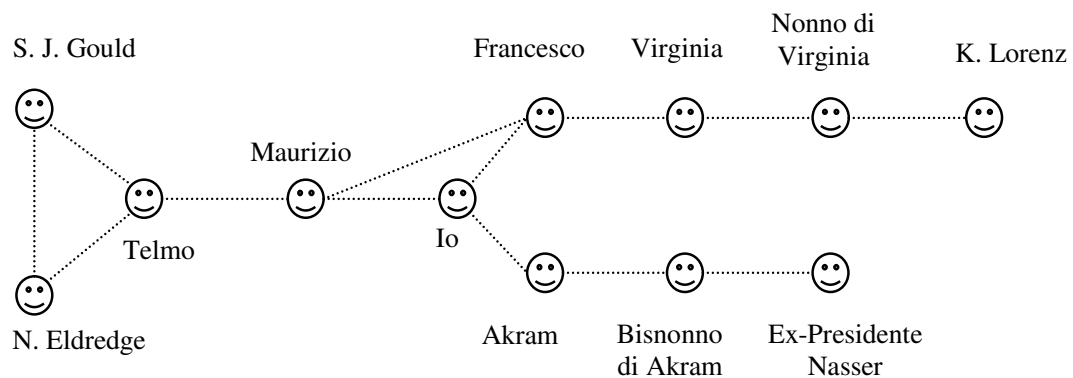 S. J. Gould
Francesco
Virginia
Nonno di
Virginia
K. Lorenz
Maurizio
Telmo
Io
N. Eldredge
Akram
Bisnonno
di Akram
Ex-Presidente
Nasser